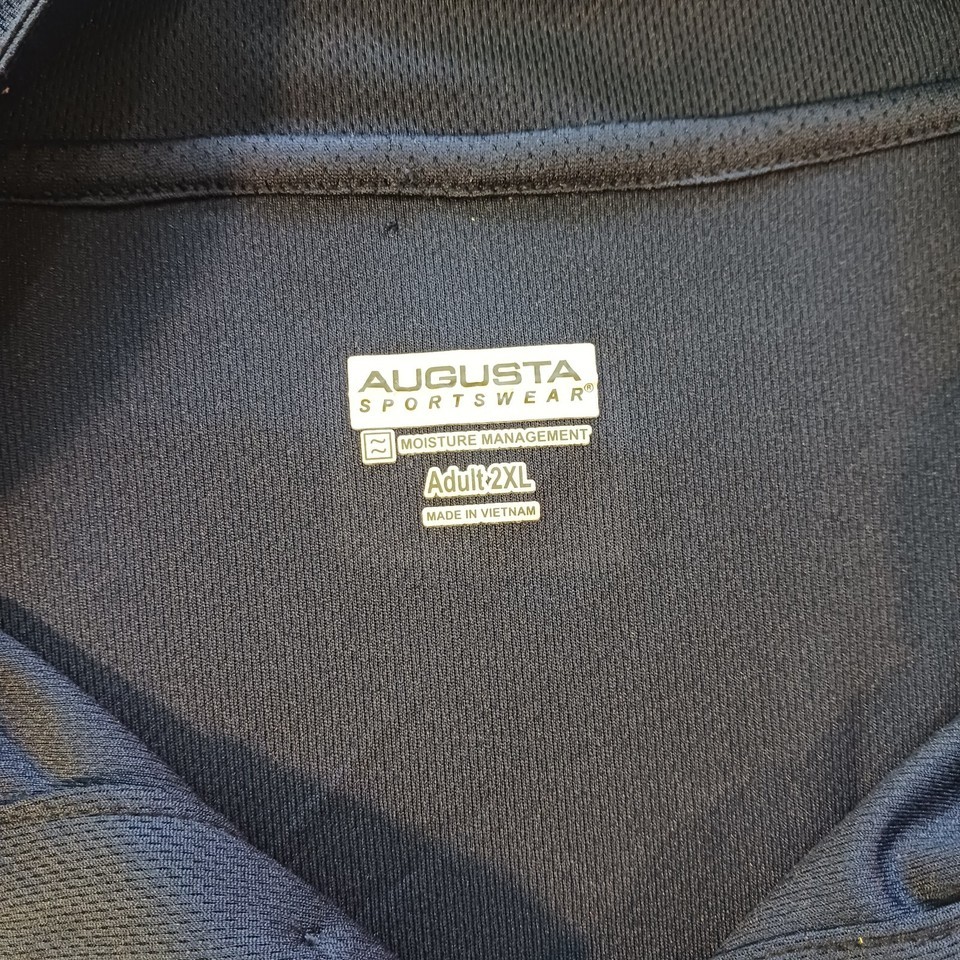 AUGUSTA
SPORTSWEAR®
MOISTURE MANAGEMENT
Adult 2XL
MADE IN VIETNAM